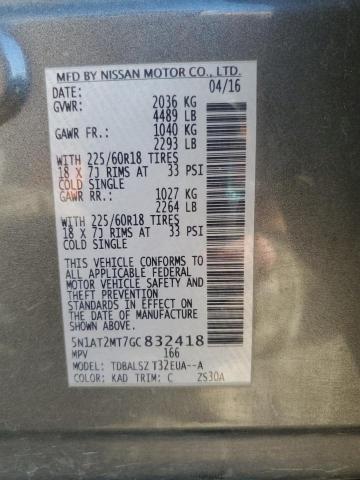 MFD BY NISSAN MOTOR CO., LTD.
DATE: 04/16
GVWR: 2036 KG
4489 LB
GAWR FR.: 1040 KG
2293 LB
WITH 225/60R18 TIRES
18 X 7J RIMS AT 33 PSI
COLD SINGLE
GAWR RR.: 1027 KG
2264 LB
WITH 225/60R18 TIRES
18 X 7J RIMS AT 33 PSI
COLD SINGLE
THIS VEHICLE CONFORMS TO
ALL APPLICABLE FEDERAL
MOTOR VEHICLE SAFETY
AND THEFT PREVENTION
STANDARDS IN EFFECT ON
THE DATE OF MANUFACTURE
SHOWN ABOVE.
5N1AT2MT7GC832418
MPV 166
MODEL: TDBALSZ T32EUA--A
COLOR: KAD TRIM: C ZS30A